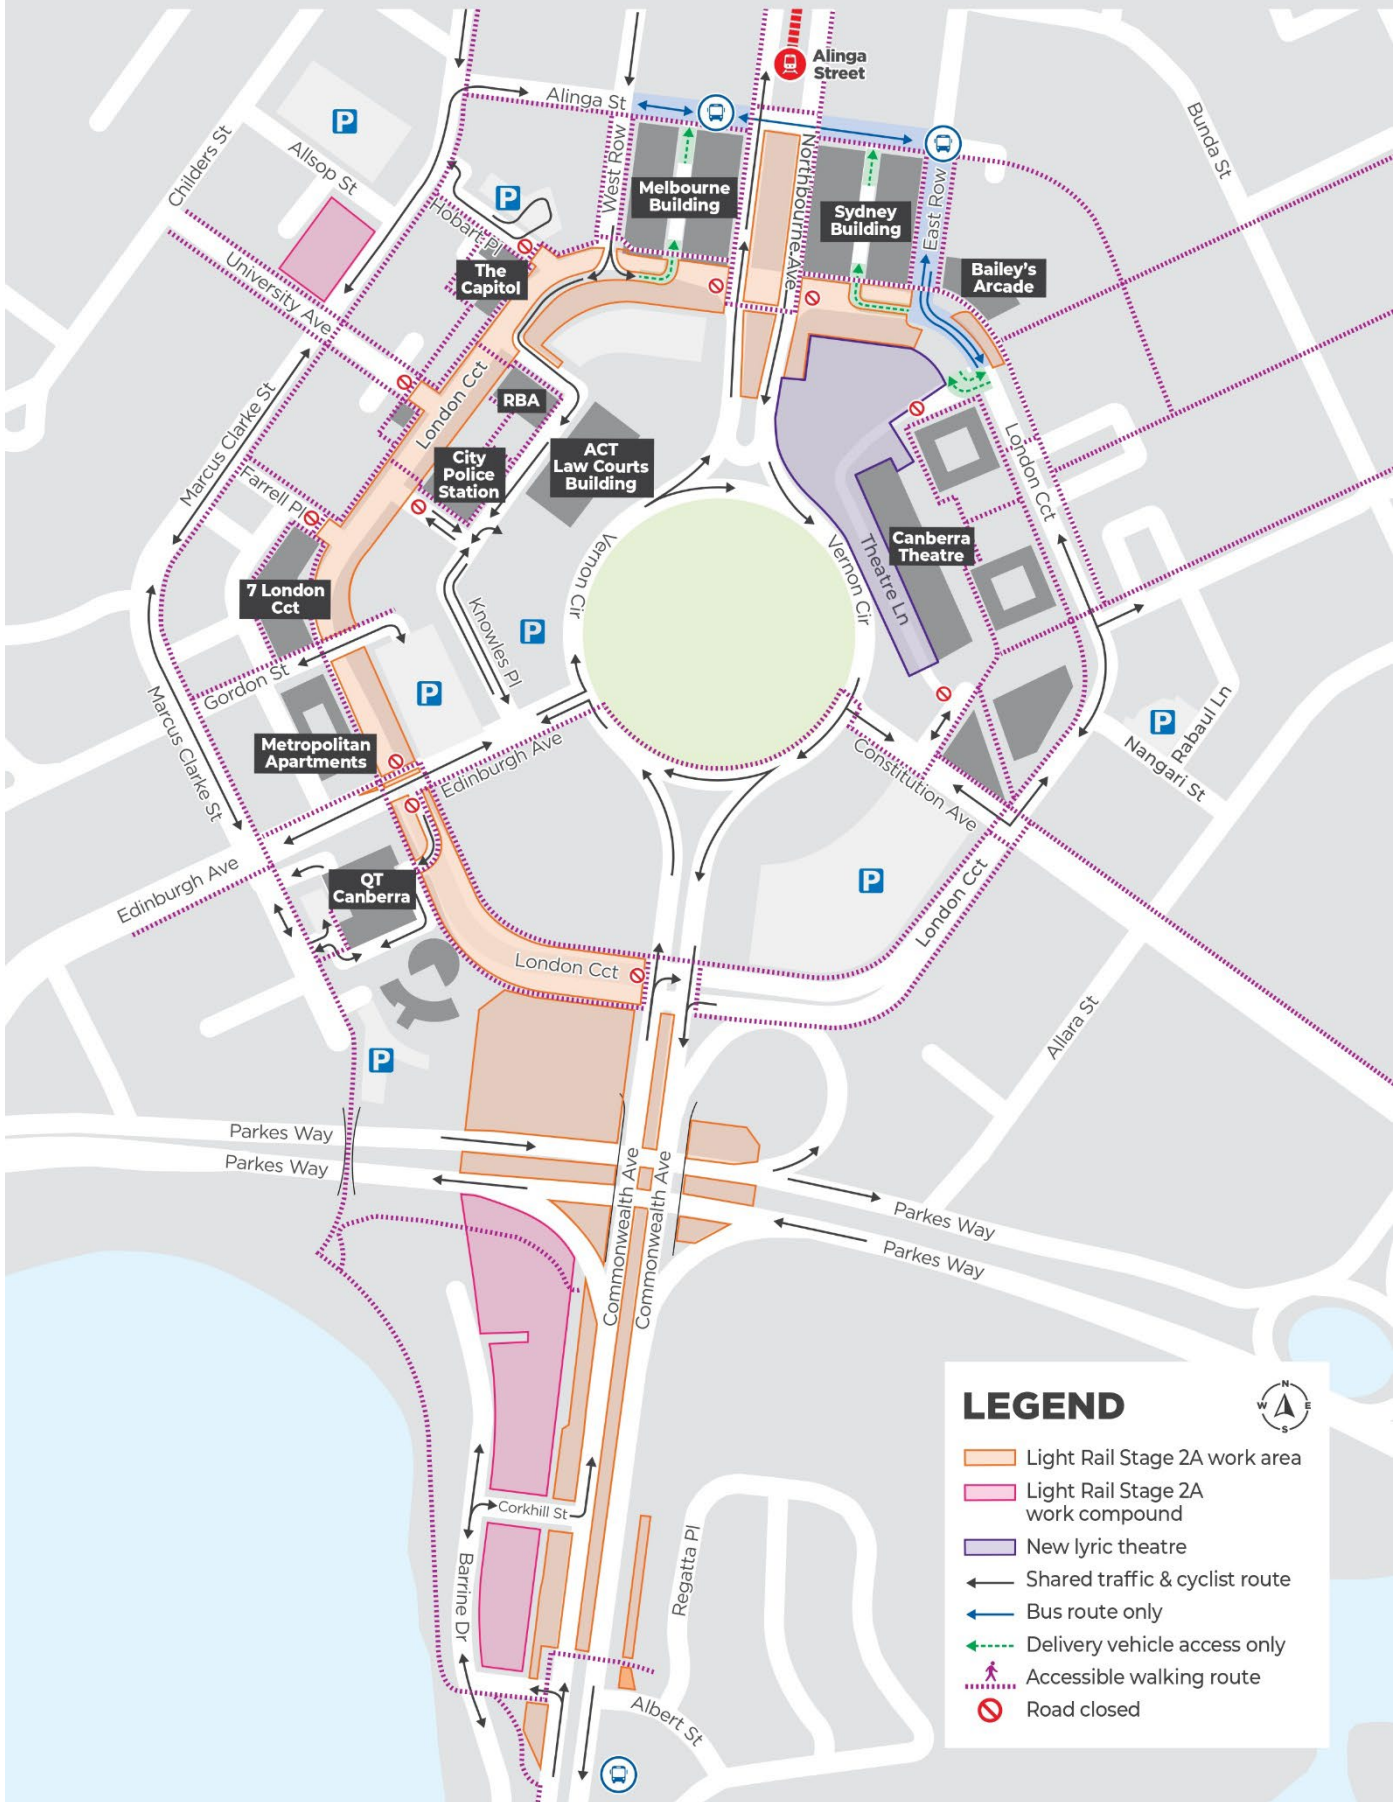 Alinga
Street
P
Alinga St
Bunda St
Childers St
Allsop St
West Row
Northbourne Ave
East Row
P
Melbourne
Building
Sydney
Building
Hobart Pl
The
Capitol
Bailey's
Arcade
University Ave
London Cct
RBA
Marcus Clarke St
City
Police
Station
ACT
Law Courts
Building
London Cct
Farrell Pl
Canberra
Theatre
Theatre Ln
Vernon Cir
Vernon Cir
7 London
Cct
Knowles Pl
P
Gordon St
P
Marcus Clarke St
Metropolitan
Apartments
Edinburgh Ave
Constitution Ave
P
Rabaul Ln
Nangari St
Edinburgh Ave
QT
Canberra
P
London Cct
London Cct
Allara St
P
Parkes Way
Parkes Way
Commonwealth Ave
Commonwealth Ave
Parkes Way
Parkes Way
Corkhill St
Barrine Dr
Regatta Pl
Albert St
LEGEND
N
W E
S
Light Rail Stage 2A work area
Light Rail Stage 2A
work compound
New lyric theatre
Shared traffic & cyclist route
Bus route only
Delivery vehicle access only
Accessible walking route
Road closed